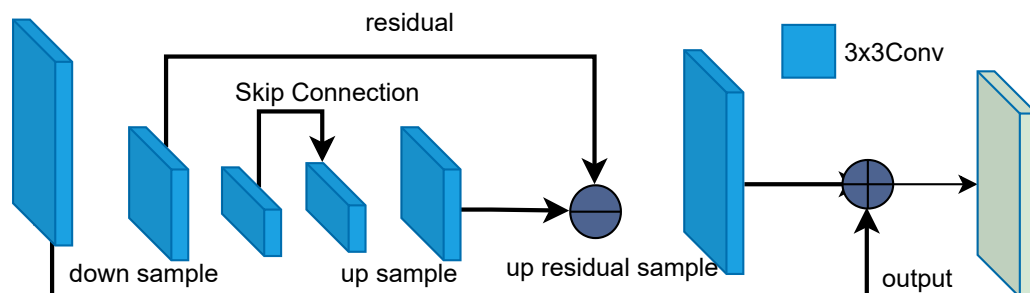 residual
3x3Conv
Skip Connection
down sample
up sample
up residual sample
output